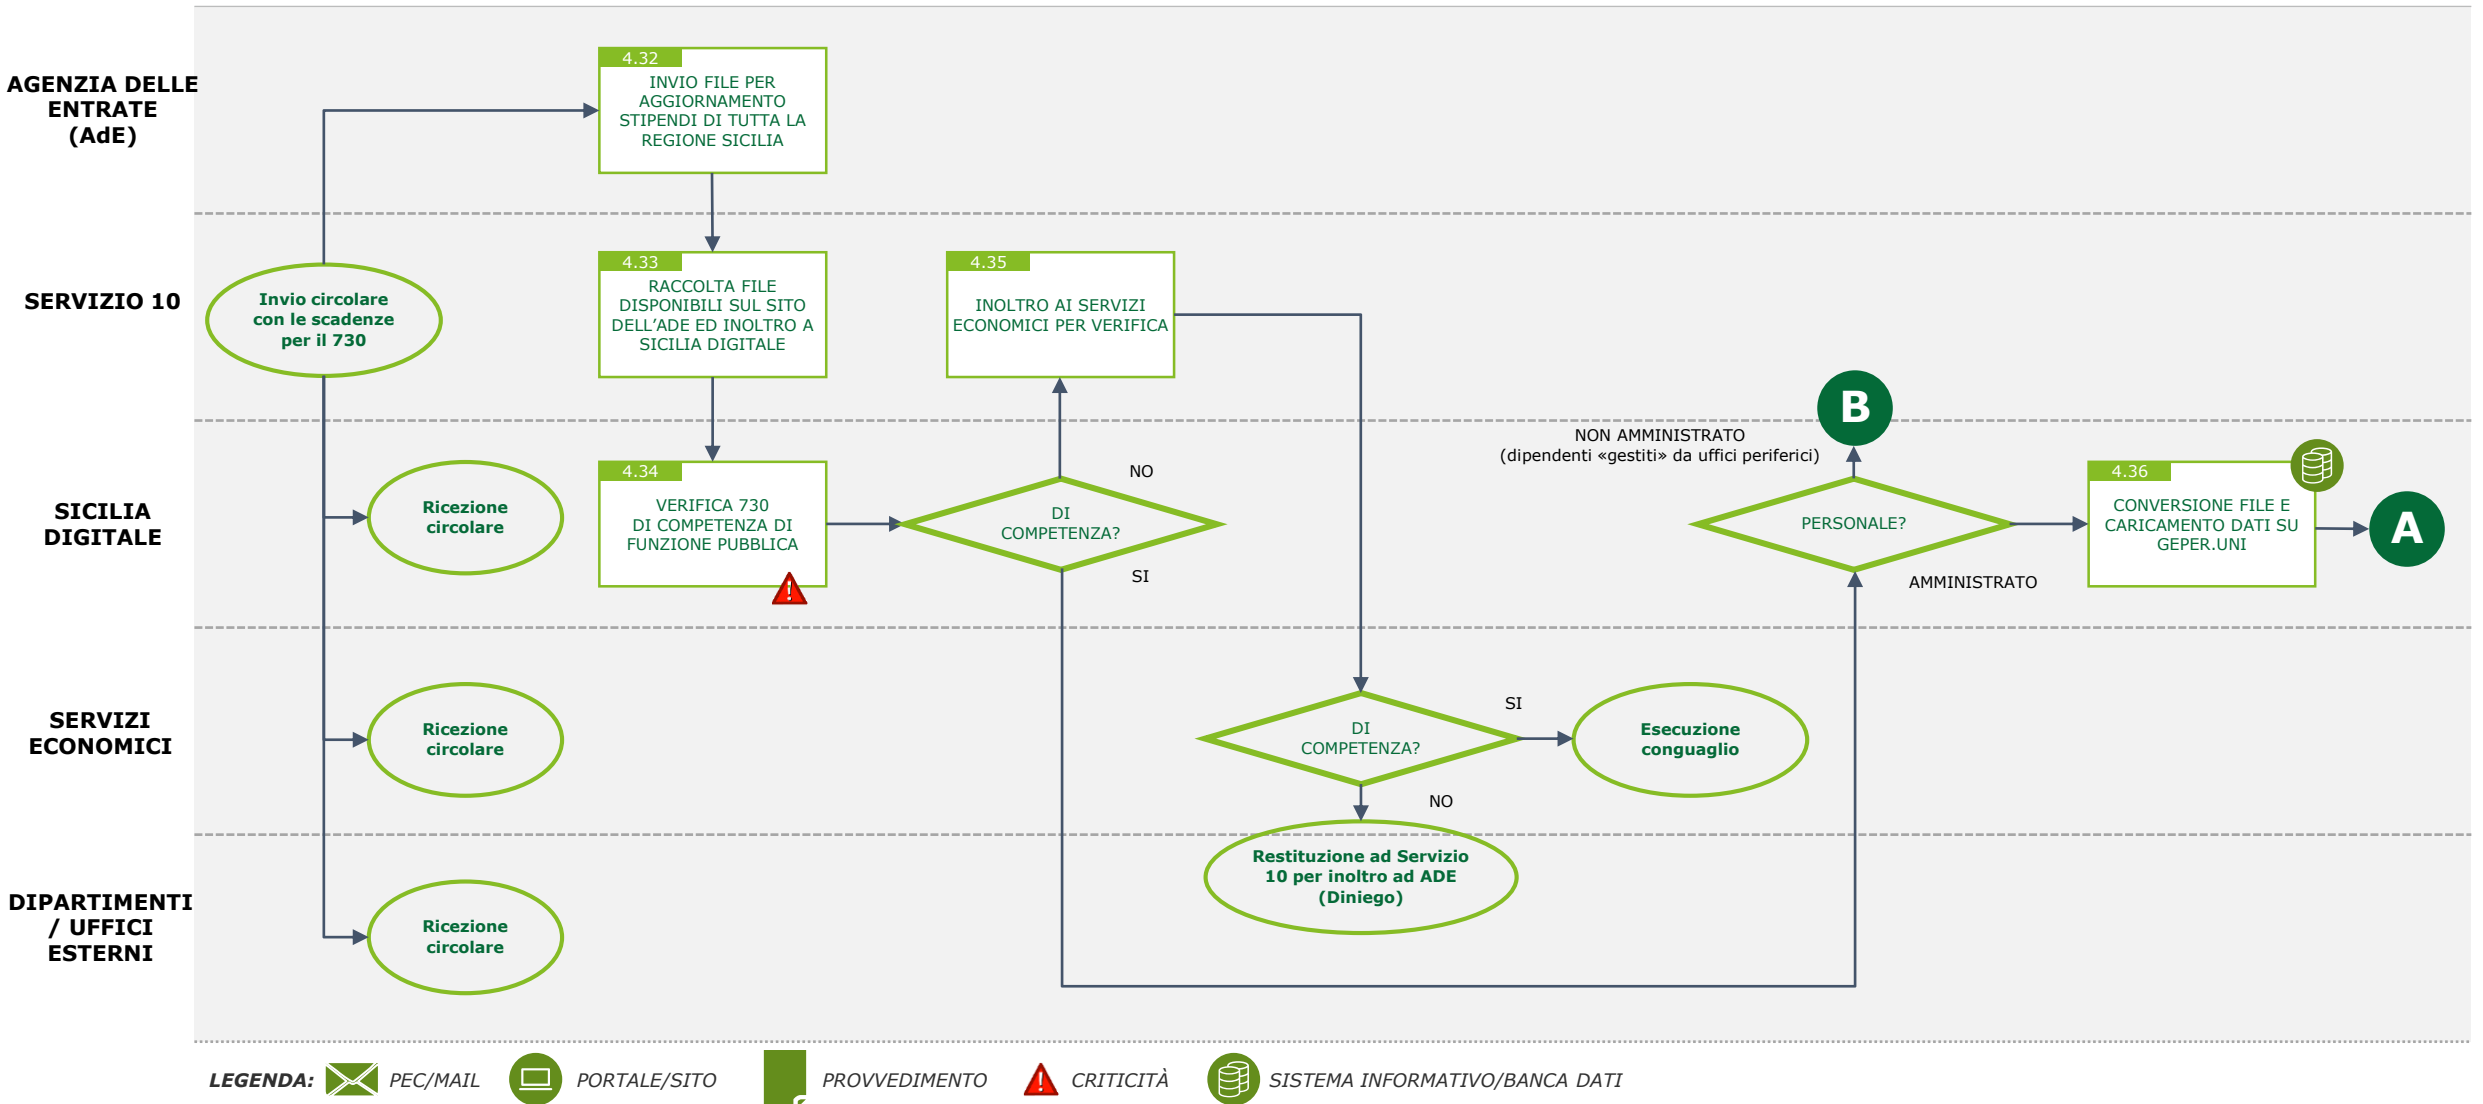 AGENZIA DELLE
ENTRATE
(AdE)
4.32
INVIO FILE PER
AGGIORNAMENTO
STIPENDI DI TUTTA LA
REGIONE SICILIA
SERVIZIO 10
Invio circolare
con le scadenze
per il 730
4.33
RACCOLTA FILE
DISPONIBILI SUL SITO
DELL'ADE ED INOLTRO A
SICILIA DIGITALE
4.35
INOLTRO AI SERVIZI
ECONOMICI PER VERIFICA
B
NON AMMINISTRATO
(dipendenti «gestiti» da uffici periferici)
SICILIA
DIGITALE
Ricezione
circolare
4.34
VERIFICA 730
DI COMPETENZA DI
FUNZIONE PUBBLICA
NO
DI
COMPETENZA?
SI
PERSONALE?
AMMINISTRATO
4.36
CONVERSIONE FILE E
CARICAMENTO DATI SU
GEPER.UNI
A
SERVIZI
ECONOMICI
Ricezione
circolare
DI
COMPETENZA?
SI
NO
Esecuzione
conguaglio
DIPARTIMENTI
/ UFFICI
ESTERNI
Ricezione
circolare
Restituzione ad Servizio
10 per inoltro ad ADE
(Diniego)
LEGENDA:
PEC/MAIL
PORTALE/SITO
PROVVEDIMENTO
CRITICITÀ
SISTEMA INFORMATIVO/BANCA DATI